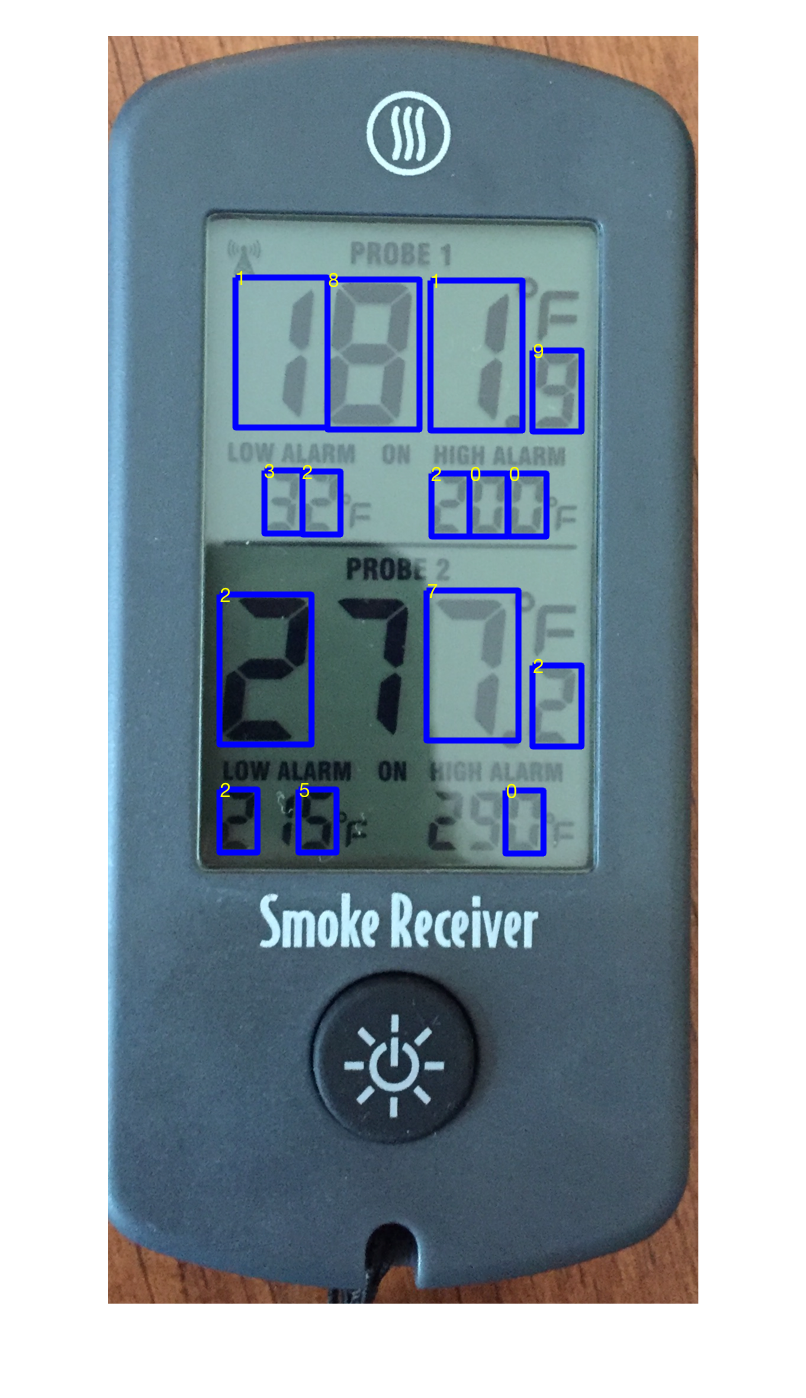 PROBE 1
181.9°F
LOW ALARM ON HIGH ALARM
32°F 200°F
PROBE 2
277.2°F
LOW ALARM ON HIGH ALARM
215°F 290°F
Smoke Receiver